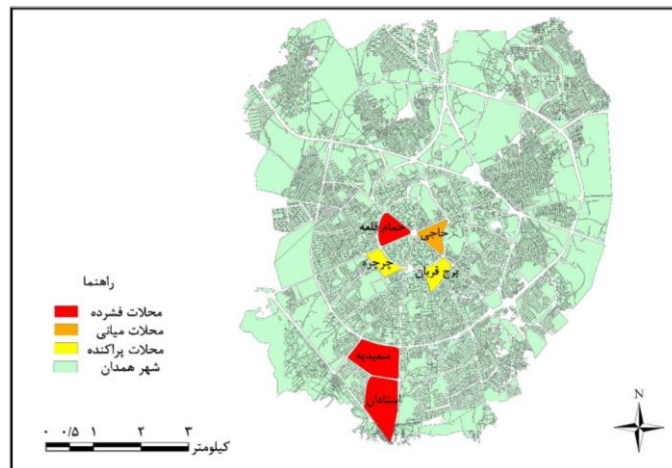 حمام قلعه
حاجی
چرچره
برج قربان
سعیدیه
استادان
راهنما
محلات فشرده
محلات میانی
محلات پراکنده
شهر همدان
۰ ۰/۵ ۱ ۲ ۳
کیلومتر
N